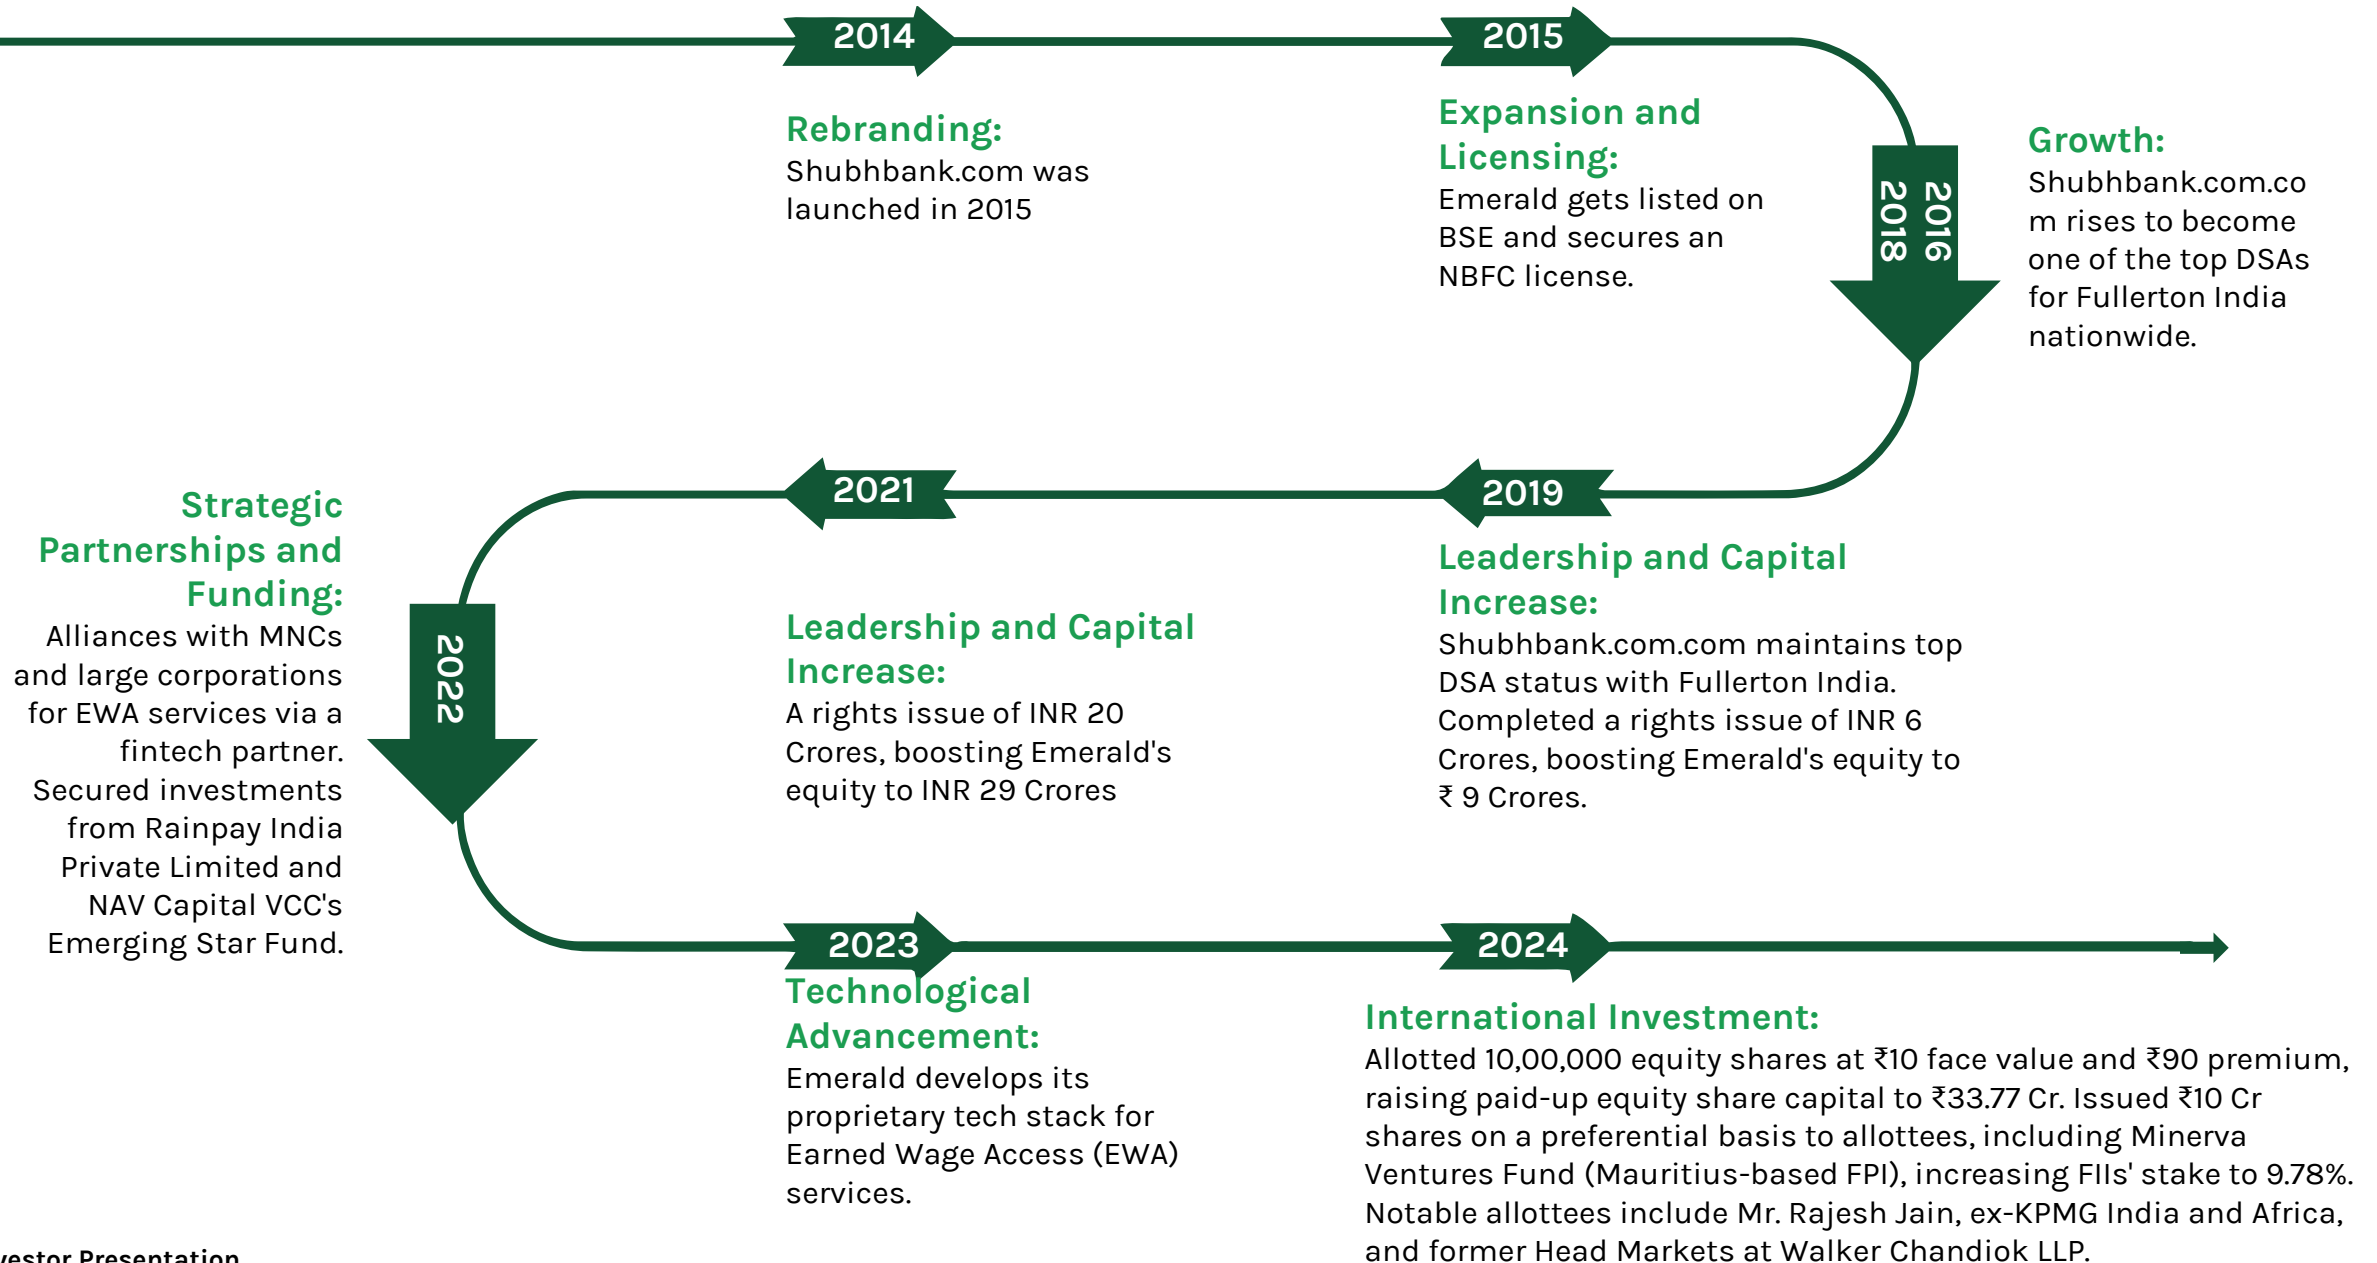 2014
Rebranding:
Shubhbank.com was
launched in 2015
2015
Expansion and
Licensing:
Emerald gets listed on
BSE and secures an
NBFC license.
2016
2018
Growth:
Shubhbank.com.co
m rises to become
one of the top DSAs
for Fullerton India
nationwide.
2019
Leadership and Capital
Increase:
Shubhbank.com.com maintains top
DSA status with Fullerton India.
Completed a rights issue of INR 6
Crores, boosting Emerald's equity to
₹ 9 Crores.
2021
Leadership and Capital
Increase:
A rights issue of INR 20
Crores, boosting Emerald's
equity to INR 29 Crores
2022
Strategic
Partnerships and
Funding:
Alliances with MNCs
and large corporations
for EWA services via a
fintech partner.
Secured investments
from Rainpay India
Private Limited and
NAV Capital VCC's
Emerging Star Fund.
2023
Technological
Advancement:
Emerald develops its
proprietary tech stack for
Earned Wage Access (EWA)
services.
2024
International Investment:
Allotted 10,00,000 equity shares at ₹10 face value and ₹90 premium,
raising paid-up equity share capital to ₹33.77 Cr. Issued ₹10 Cr
shares on a preferential basis to allottees, including Minerva
Ventures Fund (Mauritius-based FPI), increasing FIIs' stake to 9.78%.
Notable allottees include Mr. Rajesh Jain, ex-KPMG India and Africa,
and former Head Markets at Walker Chandiok LLP.
vestor Presentation